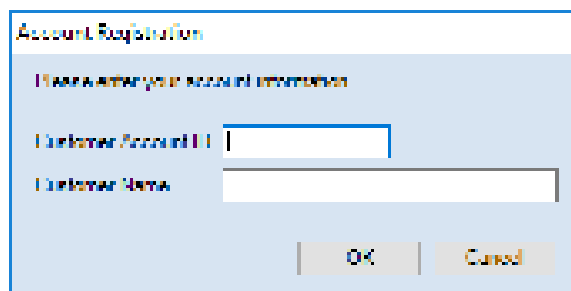 Account Registration
Please enter your account information
Customer Account ID
Customer Name
OK
Cancel